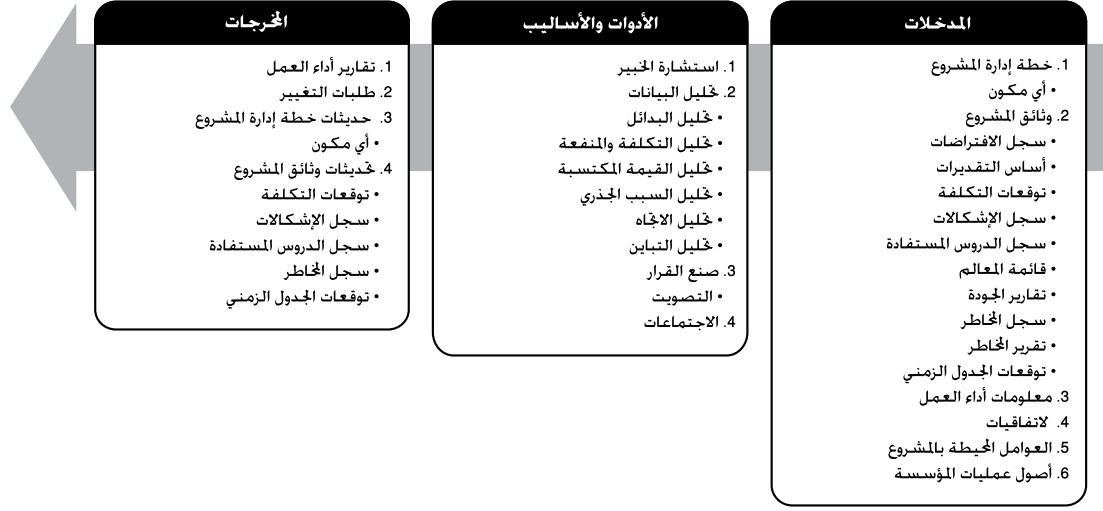 المدخلات
1. خطة إدارة المشروع
• أي مكون
2. وثائق المشروع
• سجل الافتراضات
• أساس التقديرات
• توقعات التكلفة
• سجل الإشكالات
• سجل الدروس المستفادة
• قائمة المعالم
• تقارير الجودة
• سجل المخاطر
• تقرير المخاطر
• توقعات الجدول الزمني
3. معلومات أداء العمل
4. لاتفاقيات
5. العوامل المحيطة بالمشروع
6. أصول عمليات المؤسسة
الأدوات والأساليب
1. استشارة الخبير
2. تحليل البيانات
• تحليل البدائل
• تحليل التكلفة والمنفعة
• تحليل القيمة المكتسبة
• تحليل السبب الجذري
• تحليل الاتجاه
• تحليل التباين
3. صنع القرار
• التصويت
4. الاجتماعات
المخرجات
1. تقارير أداء العمل
2. طلبات التغيير
3. حديثات خطة إدارة المشروع
• أي مكون
4. تحديثات وثائق المشروع
• توقعات التكلفة
• سجل الإشكالات
• سجل الدروس المستفادة
• سجل المخاطر
• توقعات الجدول الزمني